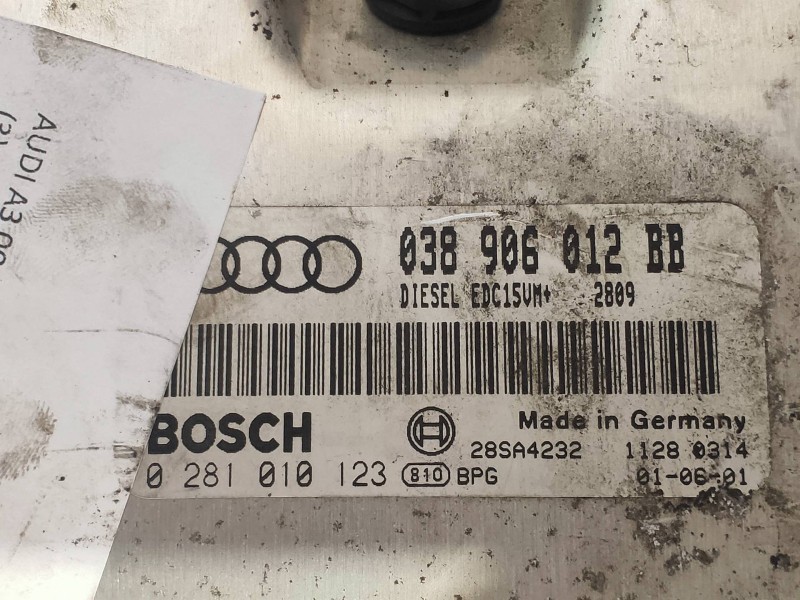 AUDI A3 00
038 906 012 BB
DIESEL EDC15VM+ 2809
BOSCH
Made in Germany
28SA4232 1128 0314
0 281 010 123 810 BPG 01-06-01